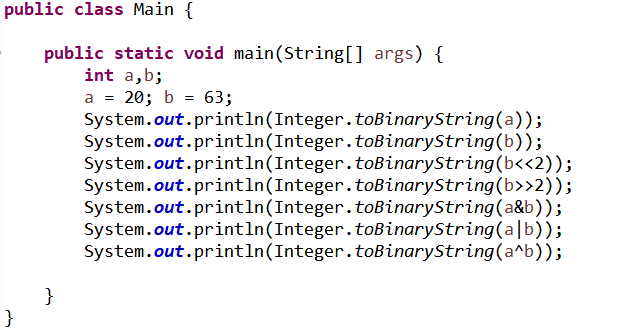 public class Main {
public static void main(String[] args) {
int a,b;
a = 20; b = 63;
System.out.println(Integer.toBinaryString(a));
System.out.println(Integer.toBinaryString(b));
System.out.println(Integer.toBinaryString(b<<2));
System.out.println(Integer.toBinaryString(b>>2));
System.out.println(Integer.toBinaryString(a&b));
System.out.println(Integer.toBinaryString(a|b));
System.out.println(Integer.toBinaryString(a^b));
}
}